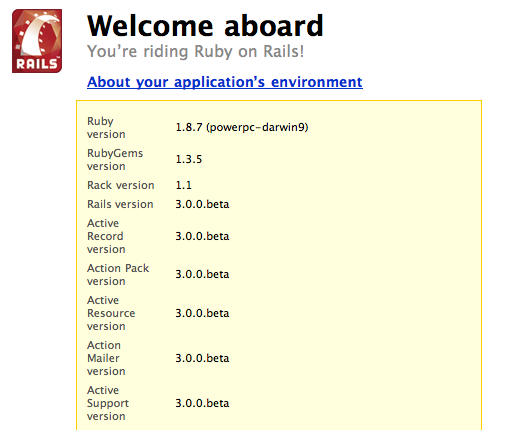 RAILS
Welcome aboard
You're riding Ruby on Rails!
About your application's environment
Ruby
version 1.8.7 (powerpc-darwin9)
RubyGems
version 1.3.5
Rack version 1.1
Rails version 3.0.0.beta
Active
Record 3.0.0.beta
version
Action Pack
version 3.0.0.beta
Active
Resource 3.0.0.beta
version
Action
Mailer 3.0.0.beta
version
Active
Support 3.0.0.beta
version